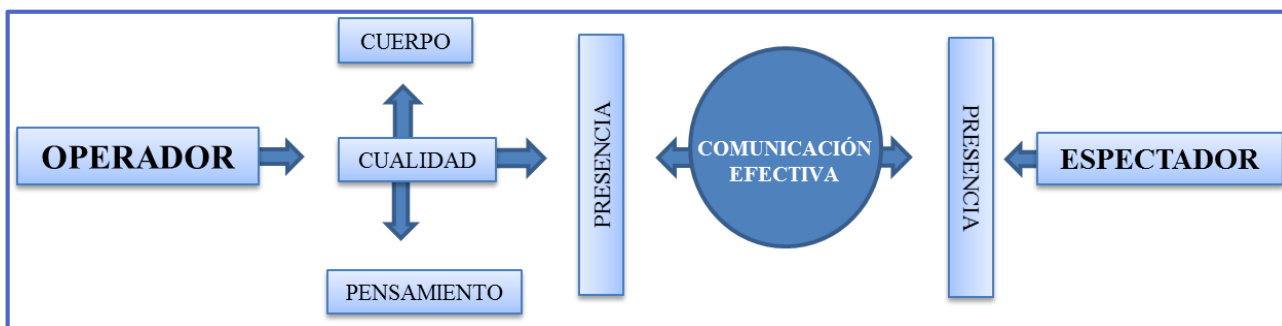 OPERADOR
CUERPO
CUALIDAD
PENSAMIENTO
PRESENCIA
COMUNICACIÓN
EFECTIVA
PRESENCIA
ESPECTADOR